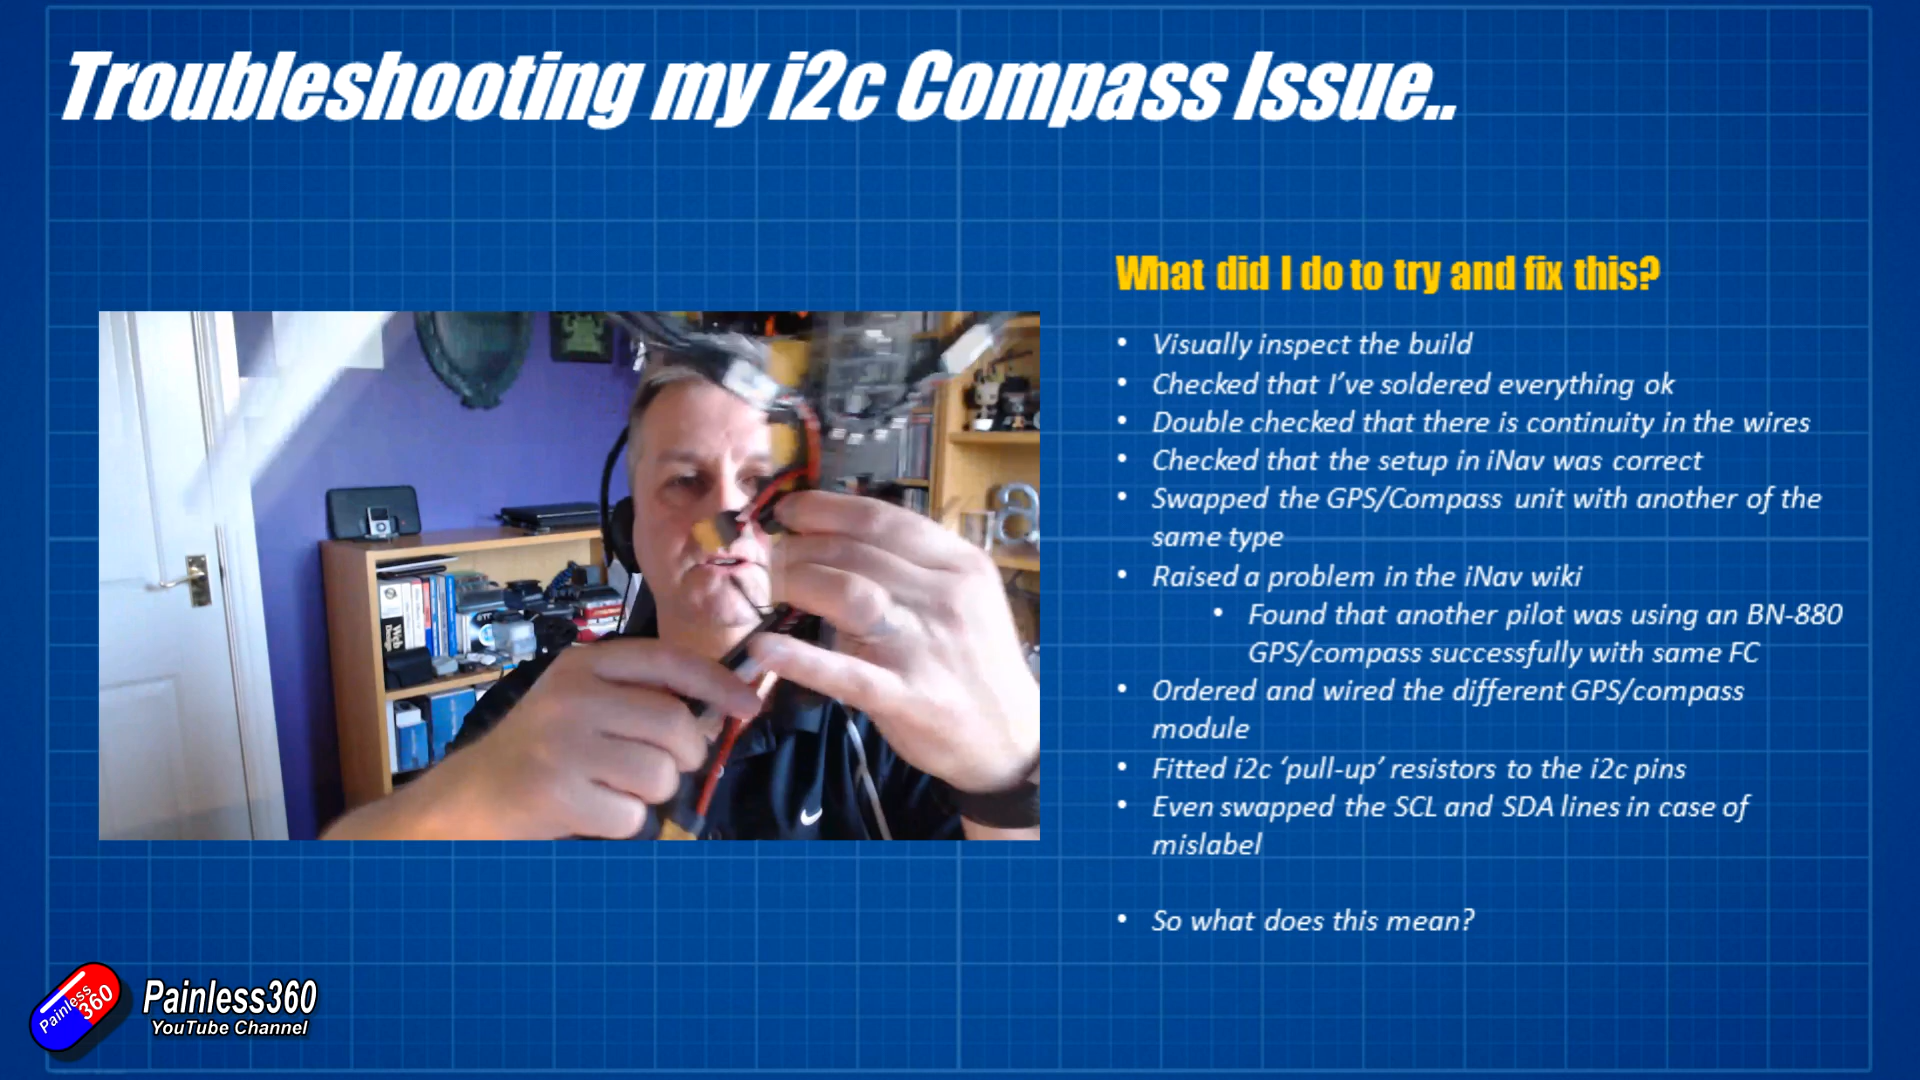 Troubleshooting my i2c Compass Issue..
What did I do to try and fix this?
• Visually inspect the build
• Checked that I've soldered everything ok
• Double checked that there is continuity in the wires
• Checked that the setup in iNav was correct
• Swapped the GPS/Compass unit with another of the
same type
• Raised a problem in the iNav wiki
• Found that another pilot was using an BN-880
GPS/compass successfully with same FC
• Ordered and wired the different GPS/compass
module
• Fitted i2c ‘pull-up’ resistors to the i2c pins
• Even swapped the SCL and SDA lines in case of
mislabel
• So what does this mean?
Web
Design
Painless
360
Painless360
YouTube Channel